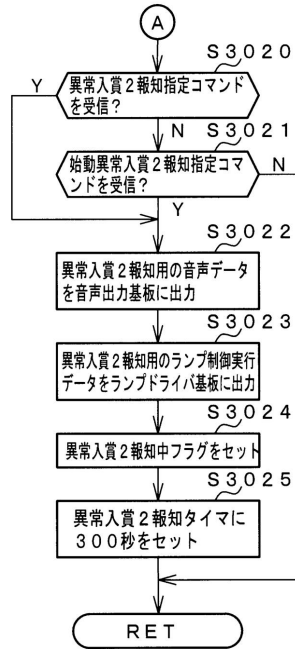 A
S3020
異常入賞2報知指定コマンド
を受信?
Y
N
S3021
始動異常入賞2報知指定コマ
ンドを受信?
N
Y
S3022
異常入賞2報知用の音声データ
を音声出力基板に出力
S3023
異常入賞2報知用のランプ制御実行
データをランプドライバ基板に出力
S3024
異常入賞2報知中フラグをセット
S3025
異常入賞2報知タイマに
300秒をセット
RET